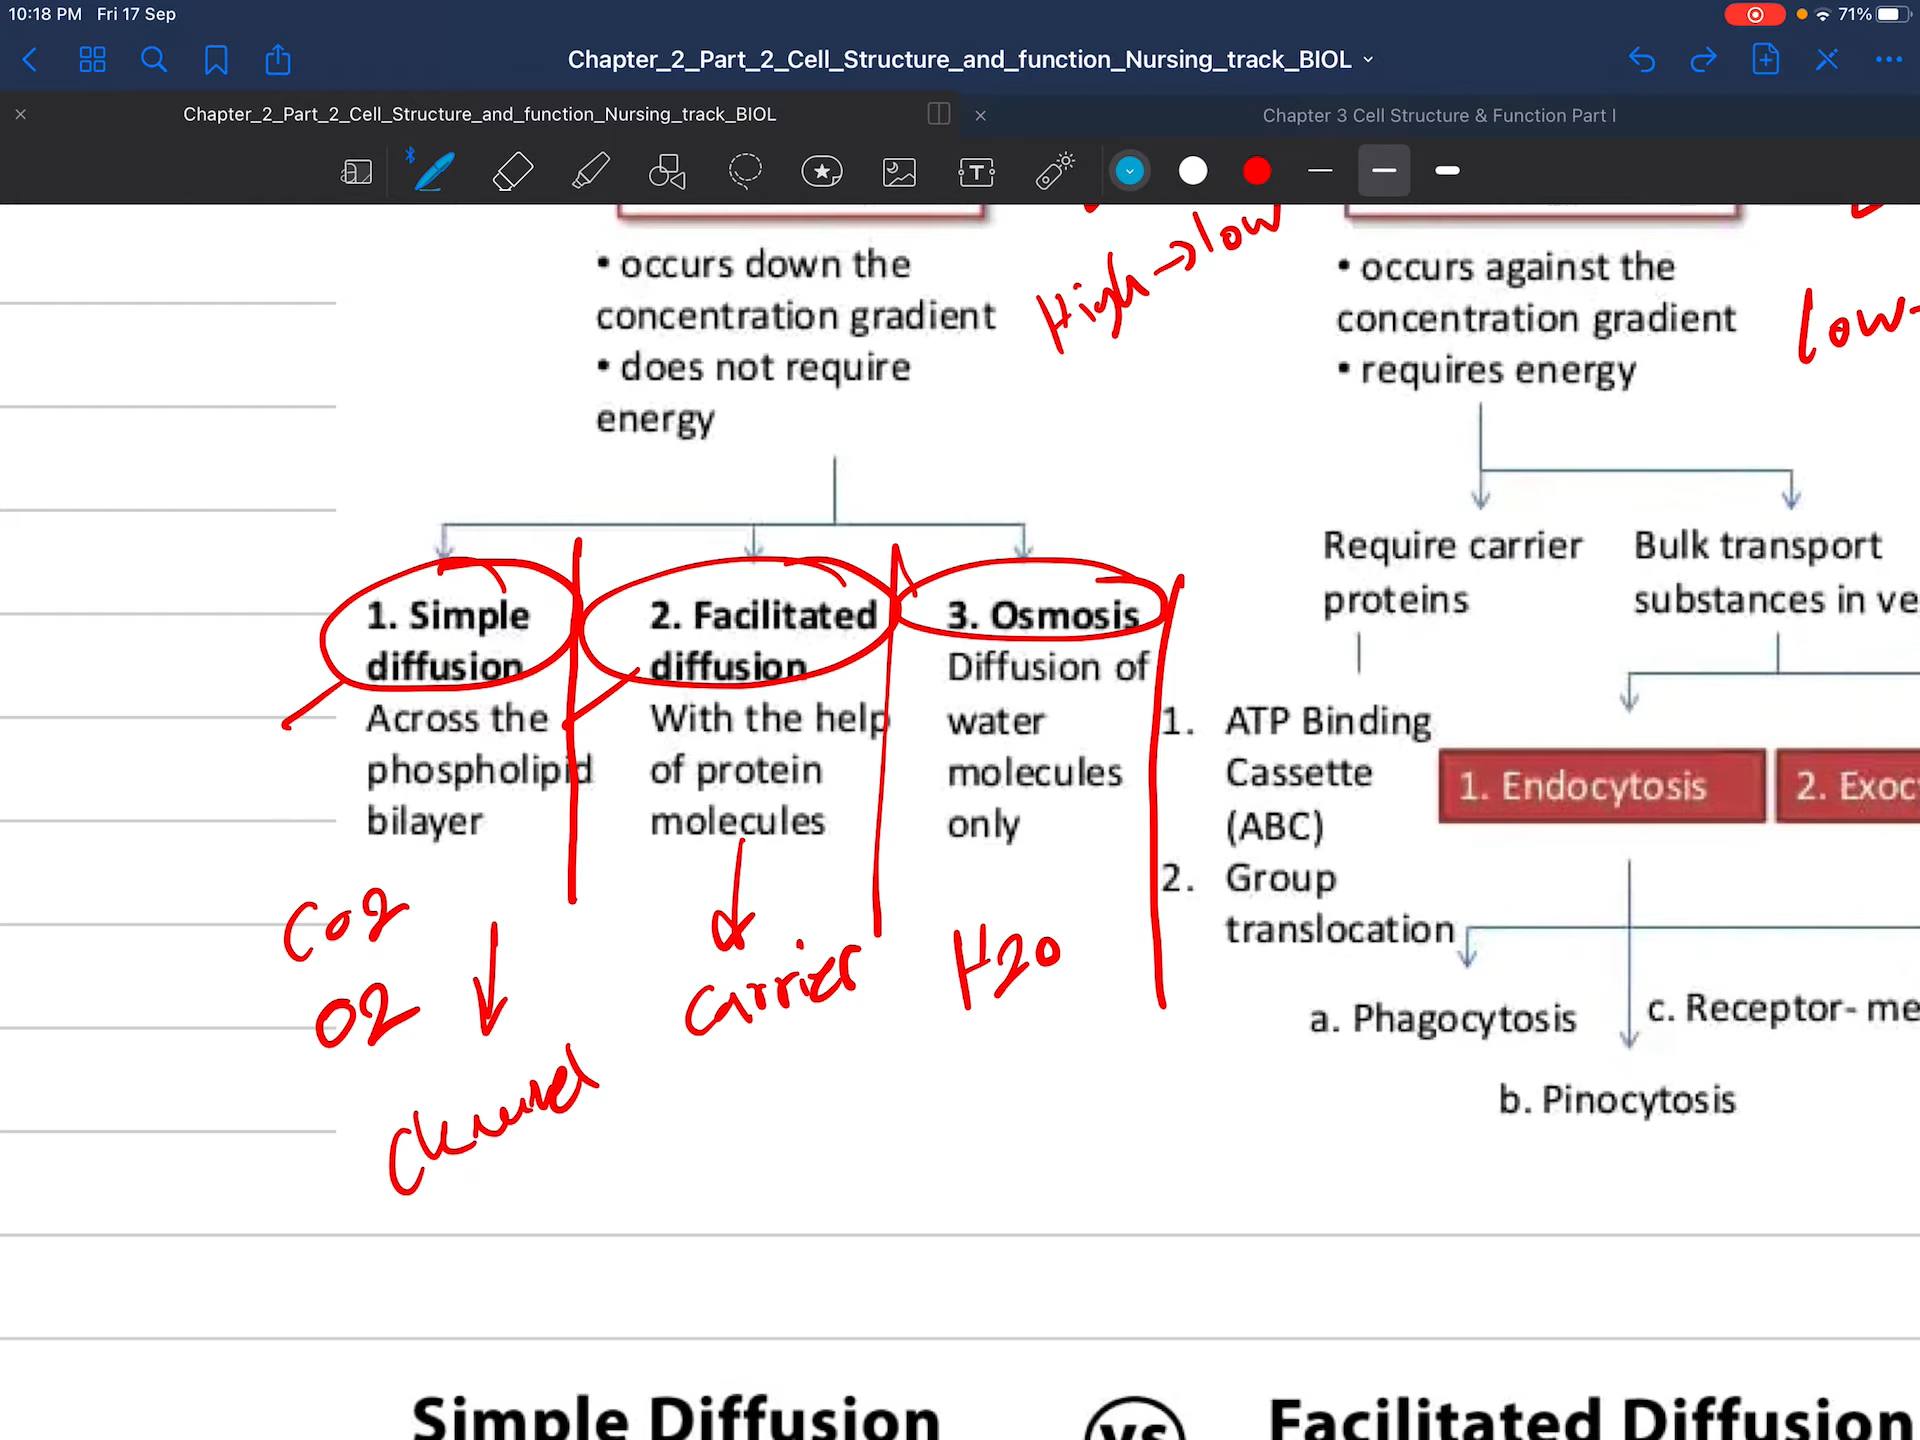 10:18 PM Fri 17 Sep
71%
Chapter_2_Part_2_Cell_Structure_and_function_Nursing_track_BIOL
Chapter_2_Part_2_Cell_Structure_and_function_Nursing_track_BIOL
Chapter 3 Cell Structure & Function Part I
• occurs down the
concentration gradient
• does not require
energy
High→low
• occurs against the
concentration gradient
• requires energy
low-
1. Simple
diffusion
Across the
phospholipid
bilayer
CO2
O2
2. Facilitated
diffusion
With the help
of protein
molecules
Carrier
3. Osmosis
Diffusion of
water
molecules
only
H2O
Require carrier
proteins
1. ATP Binding
Cassette
(ABC)
2. Group
translocation
Bulk transport
substances in ve
1. Endocytosis
2. Exoc
a. Phagocytosis
c. Receptor- me
b. Pinocytosis
Simple Diffusion
vs
Facilitated Diffusion